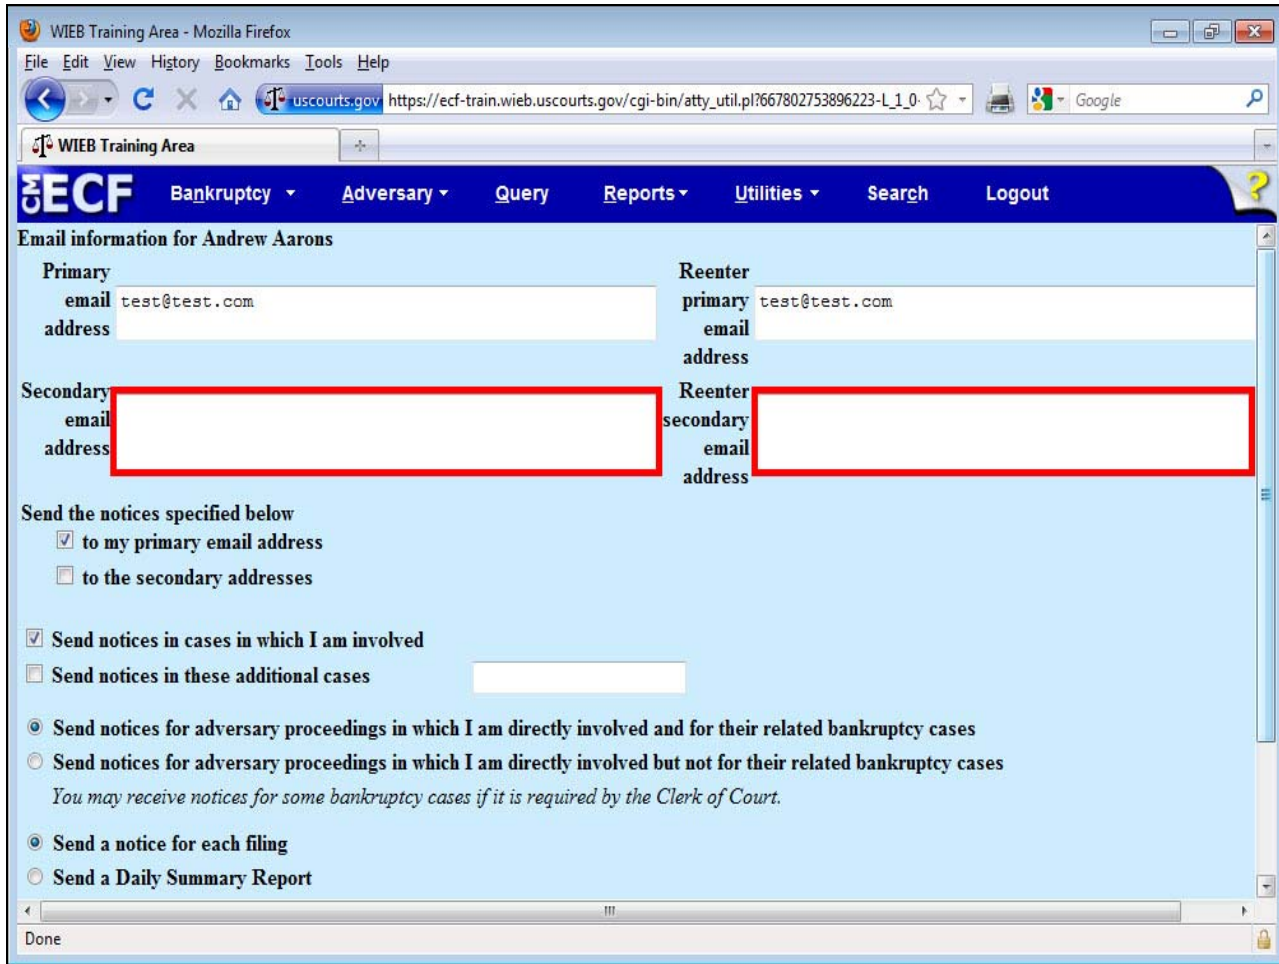 WIEB Training Area - Mozilla Firefox
File Edit View History Bookmarks Tools Help
uscourts.gov https://ecf-train.wieb.uscourts.gov/cgi-bin/atty_util.pl?667802753896223-L_1_0- Google
WIEB Training Area
CM ECF Bankruptcy Adversary Query Reports Utilities Search Logout ?
Email information for Andrew Aarons
Primary email address test@test.com Reenter primary email address test@test.com
Secondary email address Reenter secondary email address
Send the notices specified below
to my primary email address
to the secondary addresses
Send notices in cases in which I am involved
Send notices in these additional cases
Send notices for adversary proceedings in which I am directly involved and for their related bankruptcy cases
Send notices for adversary proceedings in which I am directly involved but not for their related bankruptcy cases
You may receive notices for some bankruptcy cases if it is required by the Clerk of Court.
Send a notice for each filing
Send a Daily Summary Report
Done